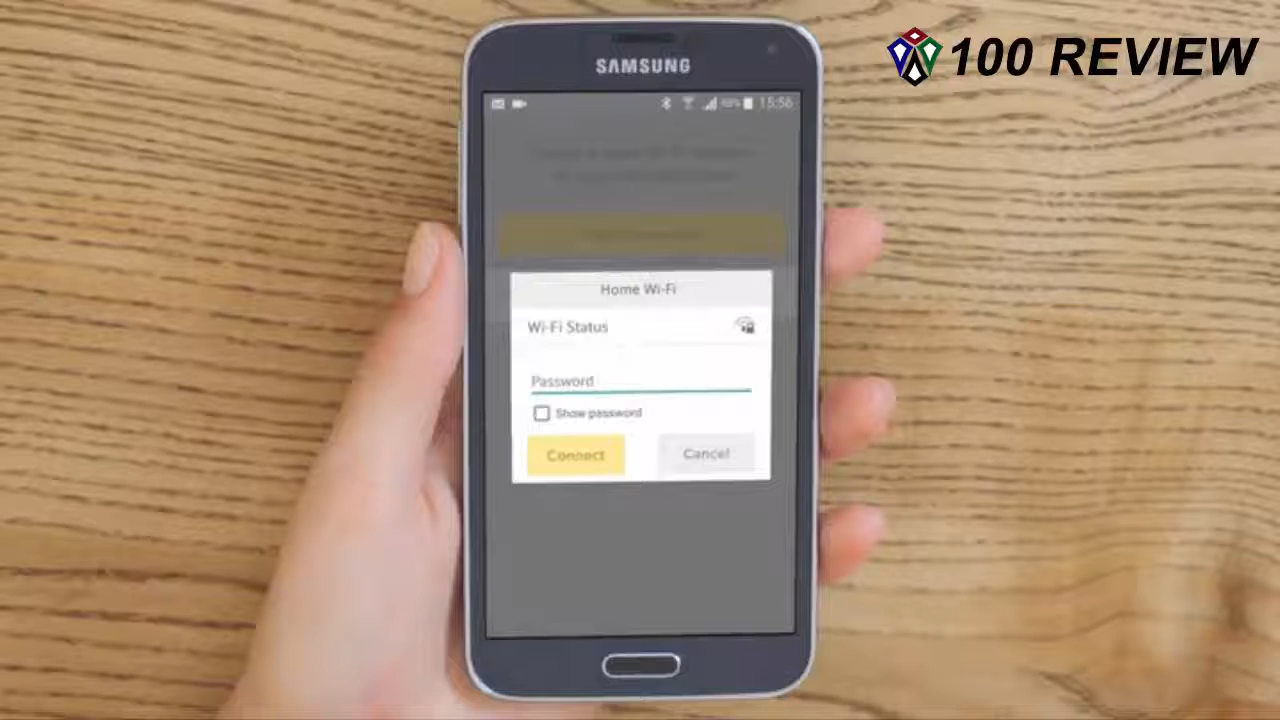 100 REVIEW
SAMSUNG
15:56
Home Wi-Fi
Wi-Fi Status
Password
Show password
Connect
Cancel